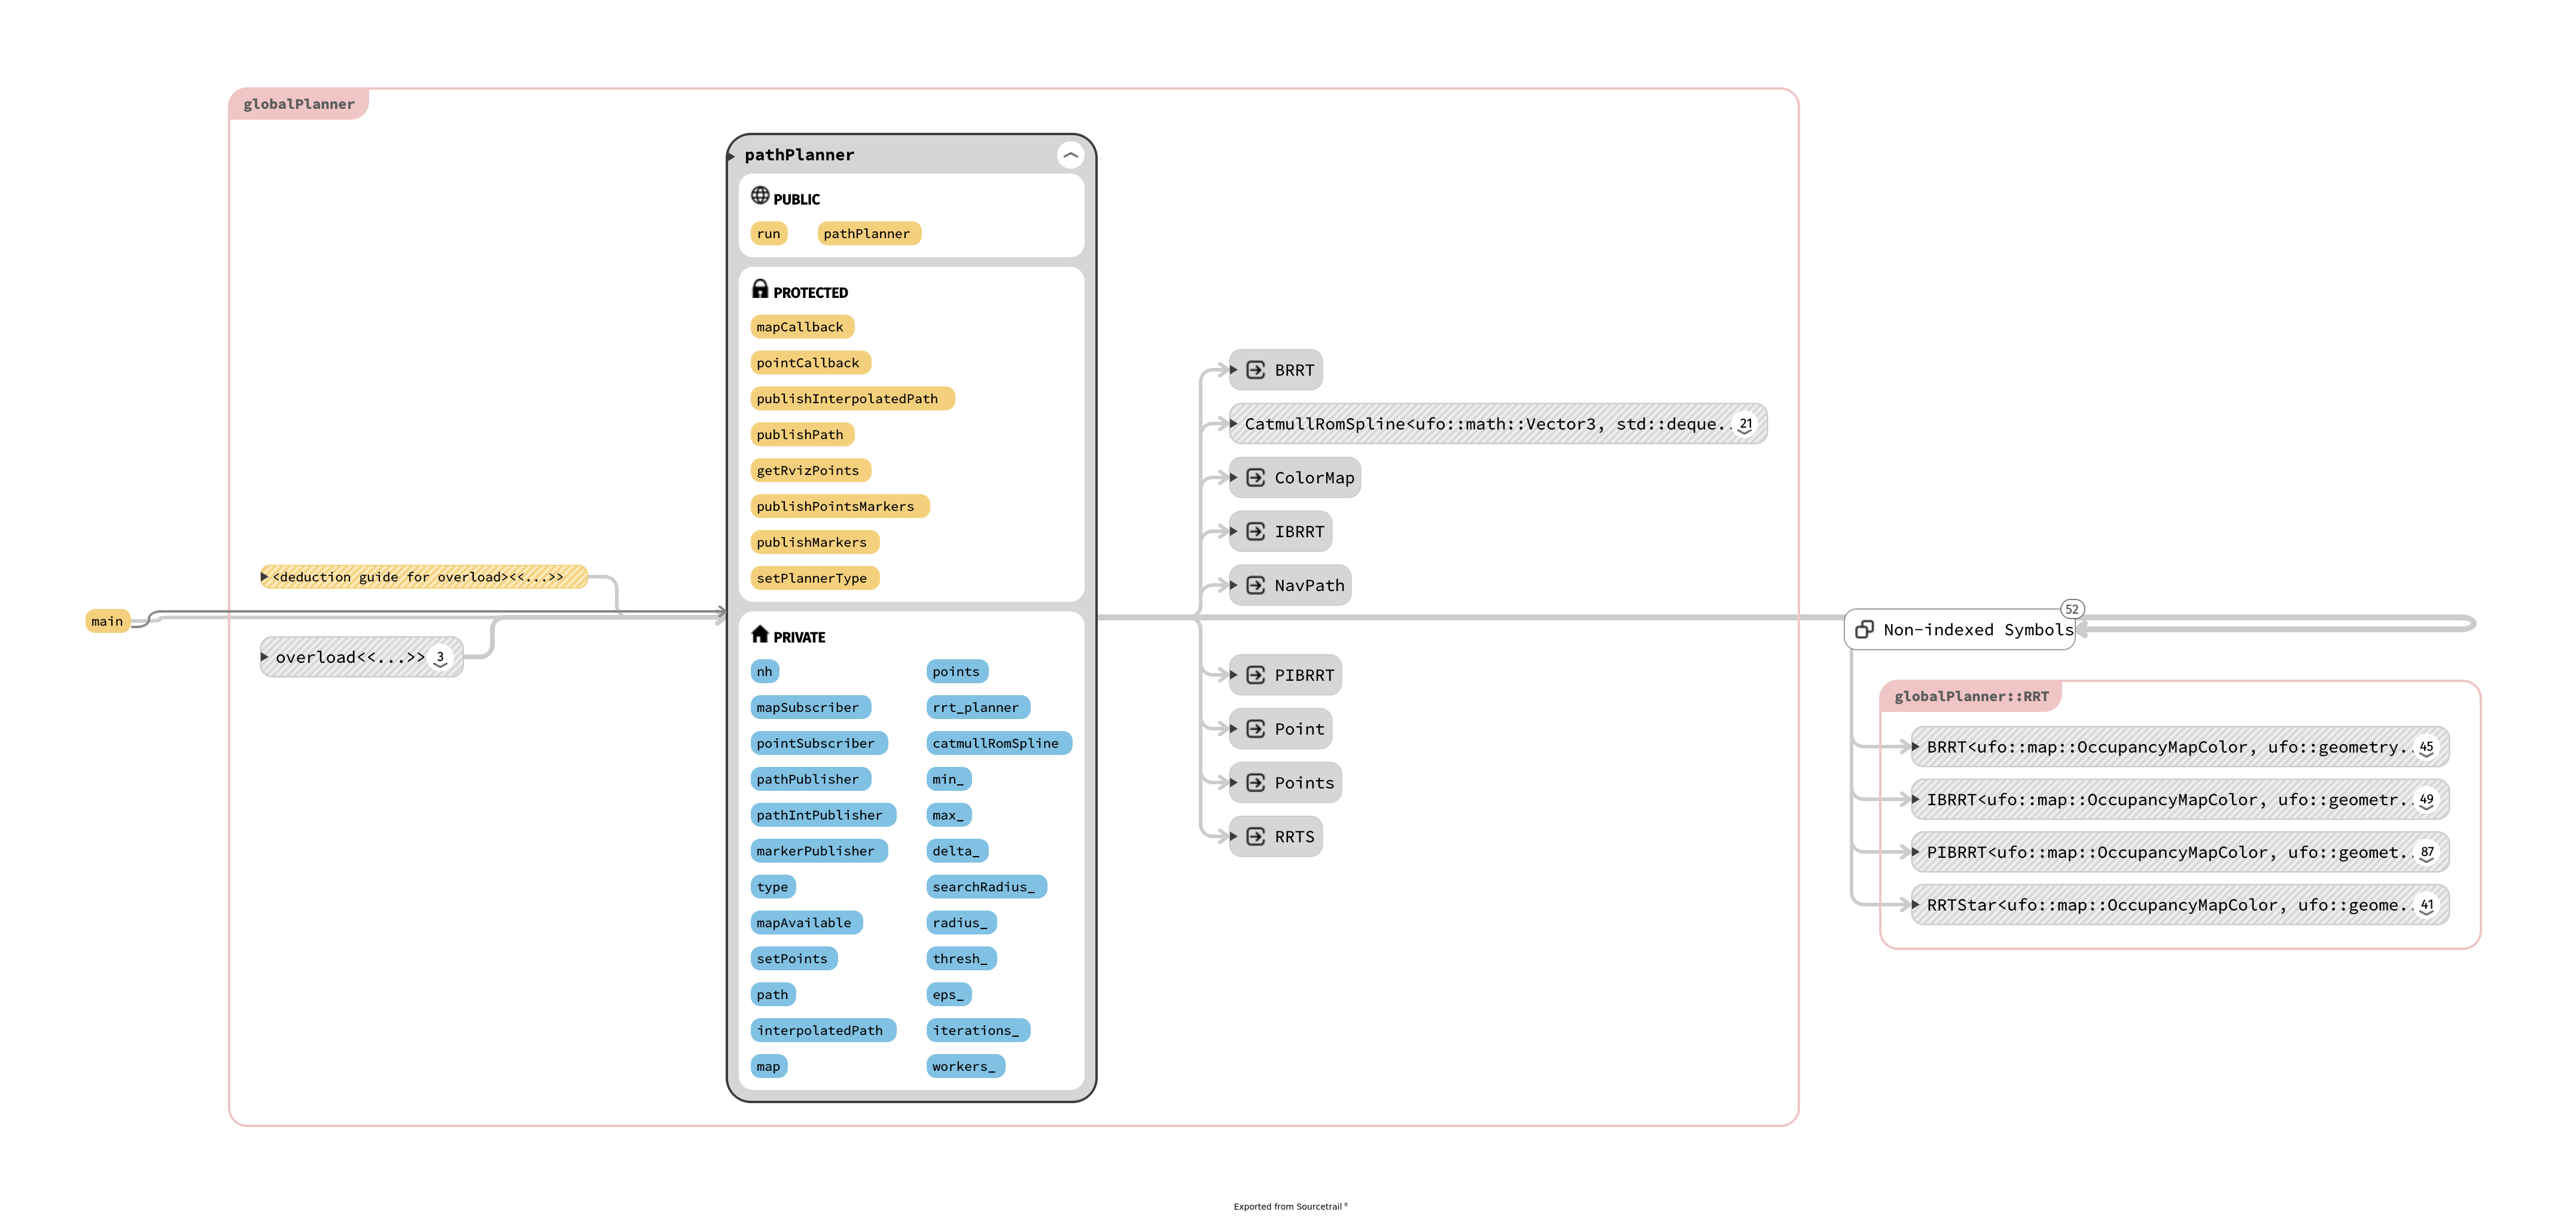 globalPlanner
pathPlanner
PUBLIC
run pathPlanner
PROTECTED
mapCallback
pointCallback
publishInterpolatedPath
publishPath
getRvizPoints
publishPointsMarkers
publishMarkers
setPlannerType
PRIVATE
nh points
mapSubscriber rrt_planner
pointSubscriber catmullRomSpline
pathPublisher min_
pathIntPublisher max_
markerPublisher delta_
type searchRadius_
mapAvailable radius_
setPoints thresh_
path eps_
interpolatedPath iterations_
map workers_
<deduction guide for overload><<...>>
main
overload<<...>> 3
BRRT
CatmullRomSpline<ufo::math::Vector3, std::deque.. 21
ColorMap
IBRRT
NavPath
PIBRRT
Point
Points
RRTS
52
Non-indexed Symbols
globalPlanner::RRT
BRRT<ufo::map::OccupancyMapColor, ufo::geometry.. 45
IBRRT<ufo::map::OccupancyMapColor, ufo::geometr.. 49
PIBRRT<ufo::map::OccupancyMapColor, ufo::geomet.. 87
RRTStar<ufo::map::OccupancyMapColor, ufo::geome.. 41
Exported from Sourcetrail ®